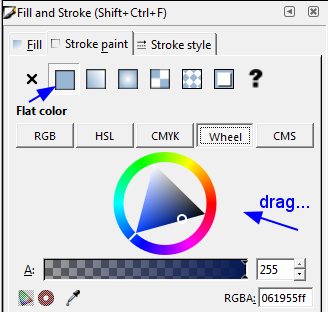 Fill and Stroke (Shift+Ctrl+F)
Fill Stroke paint Stroke style
?
Flat color
RGB HSL CMYK Wheel CMS
drag...
A: 255
RGBA: 061955ff